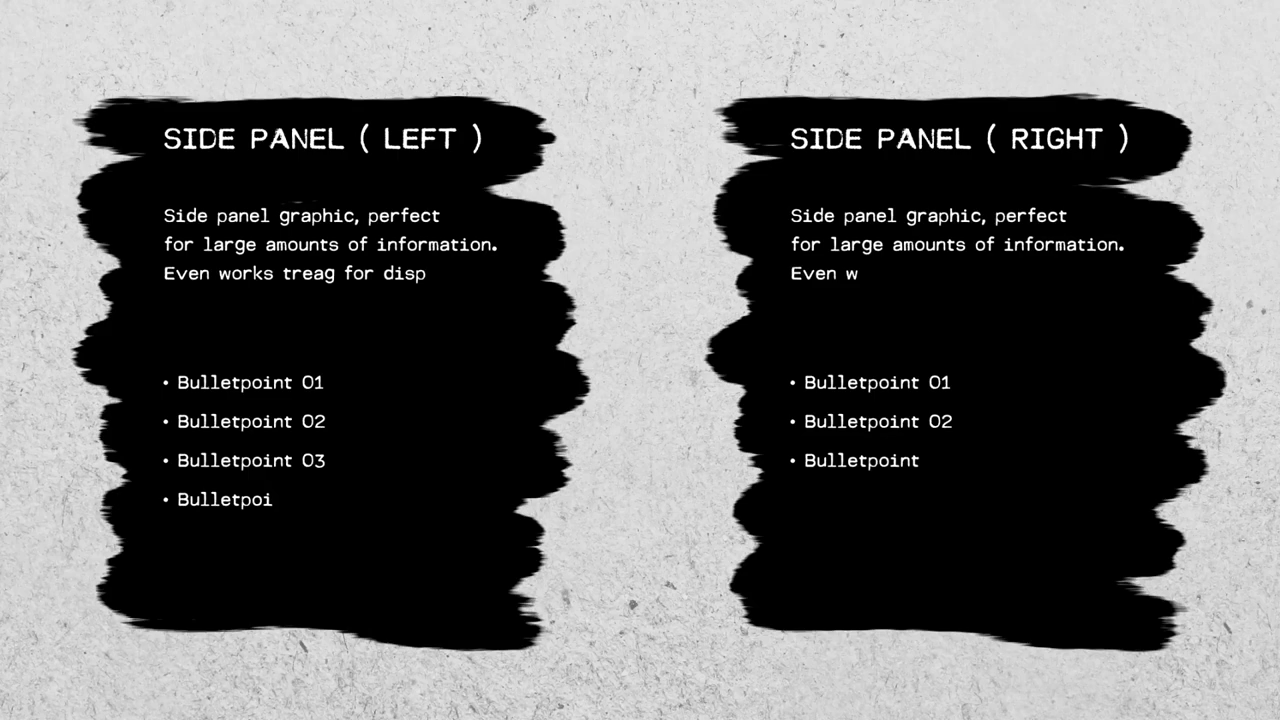 SIDE PANEL ( LEFT )
Side panel graphic, perfect
for large amounts of information.
Even works treag for disp
• Bulletpoint 01
• Bulletpoint 02
• Bulletpoint 03
• Bulletpoi
SIDE PANEL ( RIGHT )
Side panel graphic, perfect
for large amounts of information.
Even w
• Bulletpoint 01
• Bulletpoint 02
• Bulletpoint